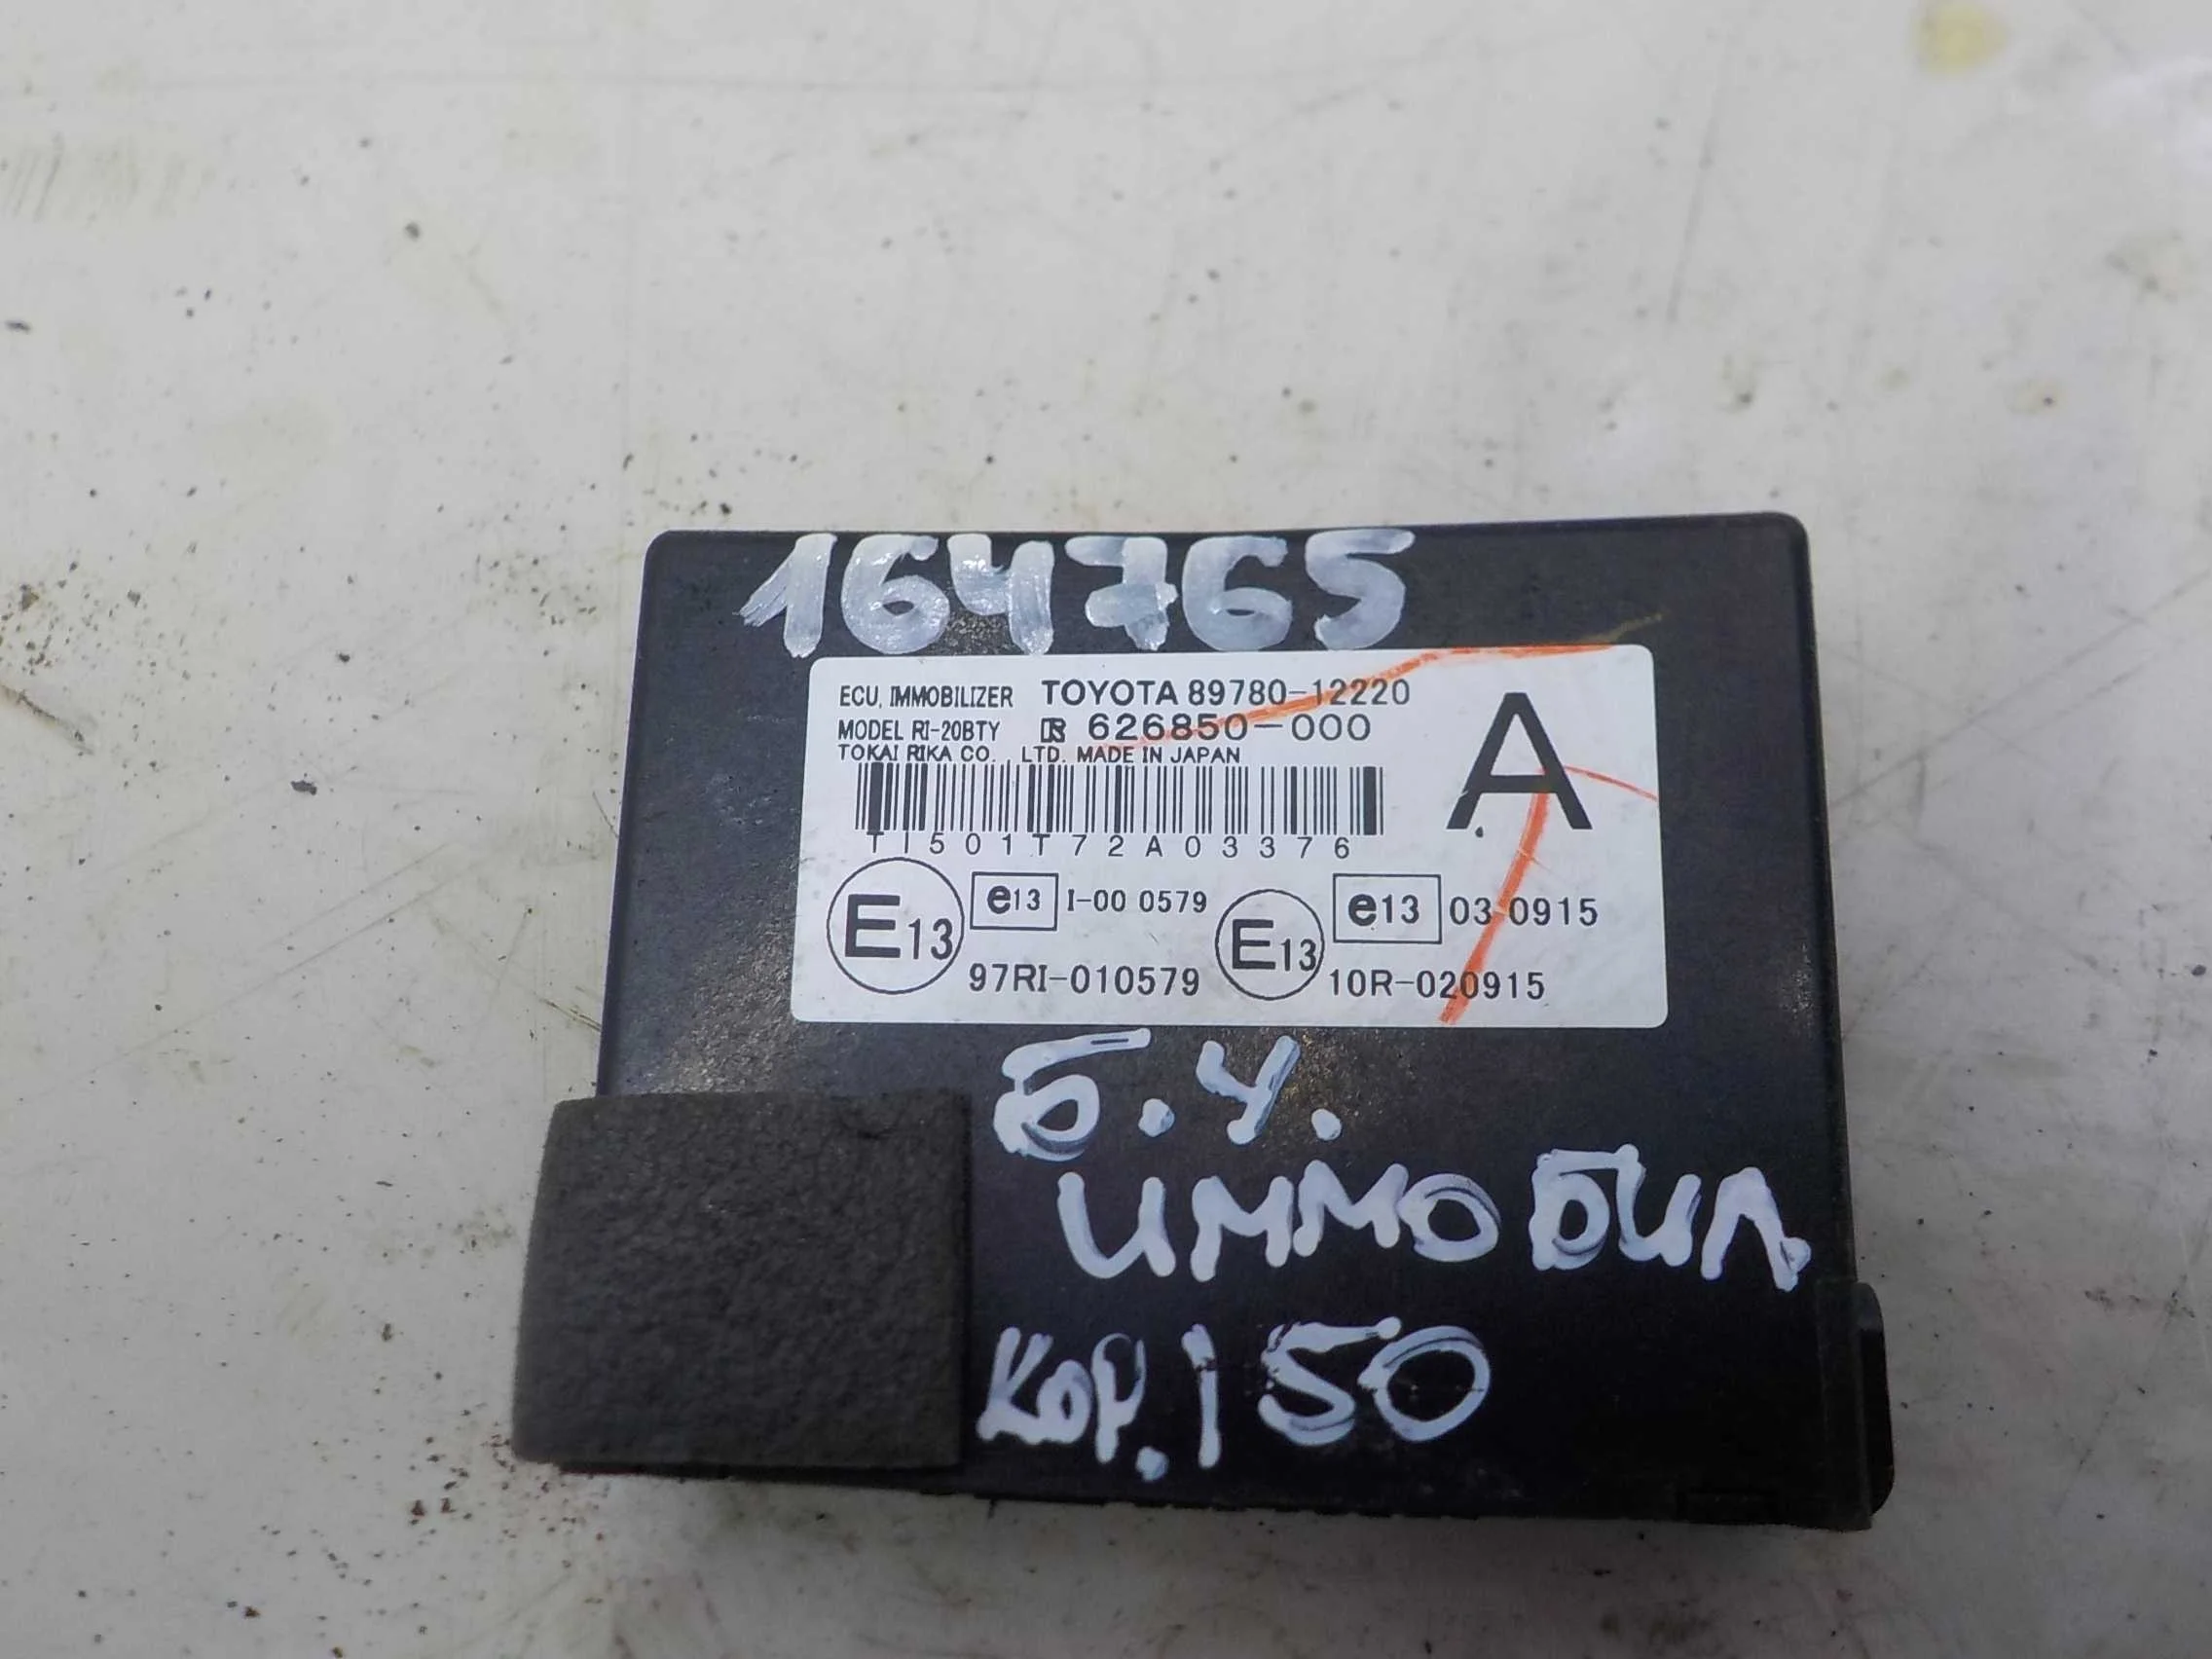 164765
ECU, IMMOBILIZER TOYOTA 89780-12220
MODEL RI-20BTY 626850-000
TOKAI RIKA CO., LTD. MADE IN JAPAN
A
TI501T72A03376
E13 e13 I-00 0579 E13 e13 03 0915
97RI-010579 10R-020915
Б.У.
ИММОБИЛ.
КОР.150